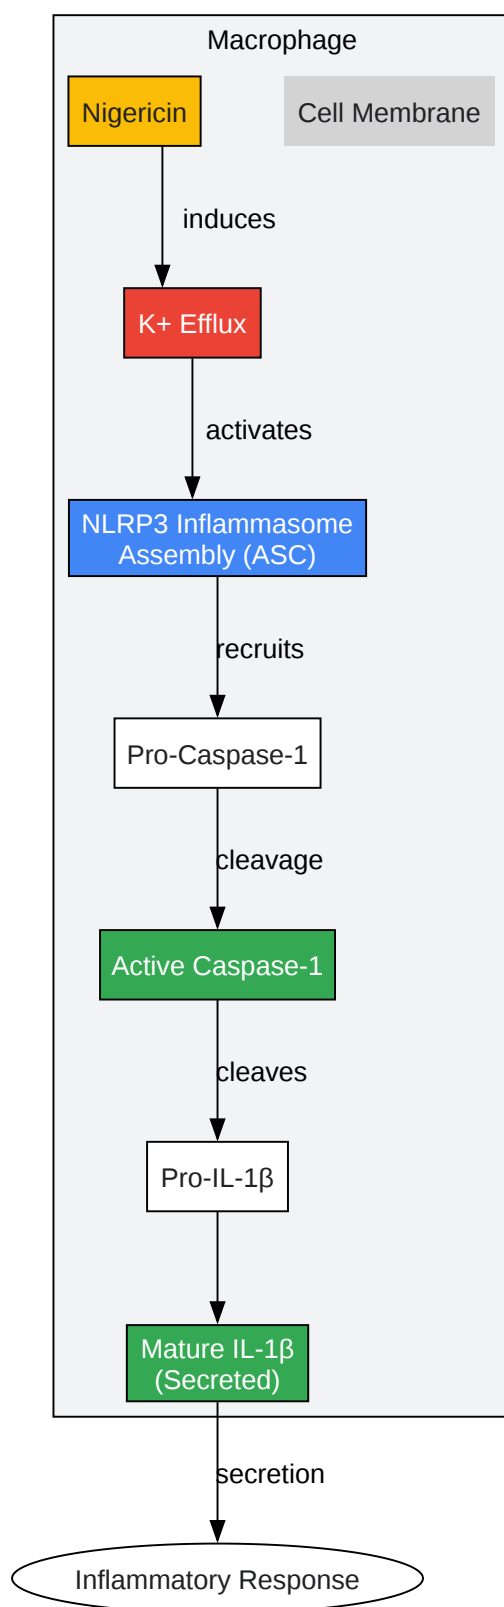 Macrophage
Nigericin
Cell Membrane
induces
K+ Efflux
activates
NLRP3 Inflammasome
Assembly (ASC)
recruits
Pro-Caspase-1
cleavage
Active Caspase-1
cleaves
Pro-IL-1β
Mature IL-1β
(Secreted)
secretion
Inflammatory Response